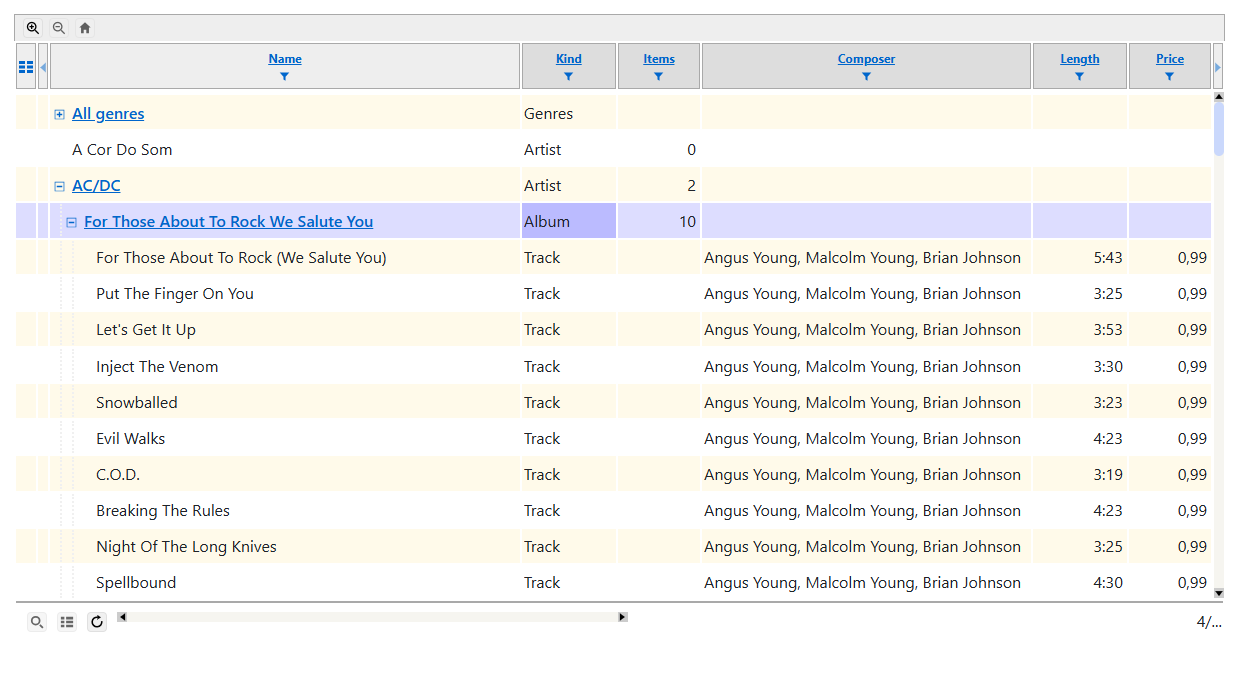 Name Kind Items Composer Length Price
All genres Genres
A Cor Do Som Artist 0
AC/DC Artist 2
For Those About To Rock We Salute You Album 10
For Those About To Rock (We Salute You) Track Angus Young, Malcolm Young, Brian Johnson 5:43 0,99
Put The Finger On You Track Angus Young, Malcolm Young, Brian Johnson 3:25 0,99
Let's Get It Up Track Angus Young, Malcolm Young, Brian Johnson 3:53 0,99
Inject The Venom Track Angus Young, Malcolm Young, Brian Johnson 3:30 0,99
Snowballed Track Angus Young, Malcolm Young, Brian Johnson 3:23 0,99
Evil Walks Track Angus Young, Malcolm Young, Brian Johnson 4:23 0,99
C.O.D. Track Angus Young, Malcolm Young, Brian Johnson 3:19 0,99
Breaking The Rules Track Angus Young, Malcolm Young, Brian Johnson 4:23 0,99
Night Of The Long Knives Track Angus Young, Malcolm Young, Brian Johnson 3:25 0,99
Spellbound Track Angus Young, Malcolm Young, Brian Johnson 4:30 0,99
4/...